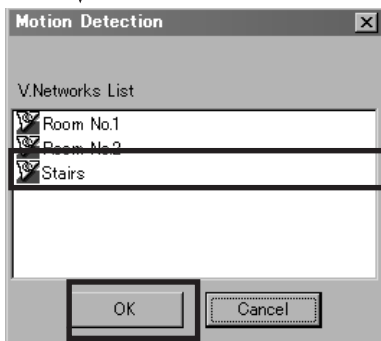 Motion Detection
V.Networks List
Room No.1
Room No.2
Stairs
OK
Cancel